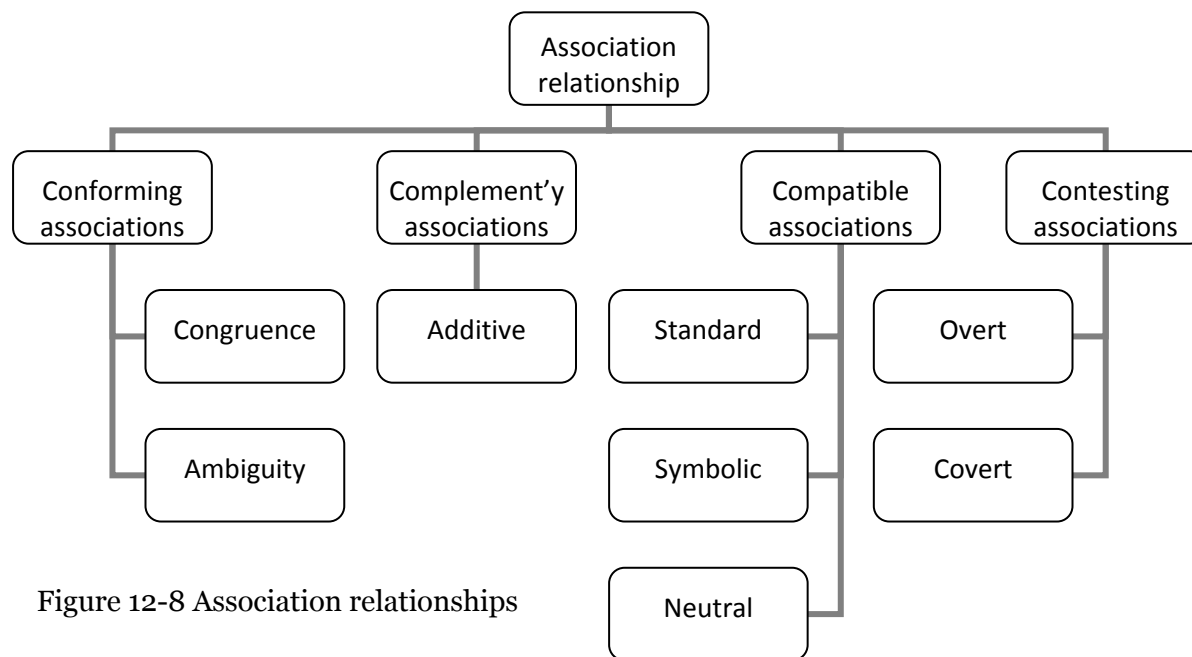 Association
relationship
Conforming
associations
Complement’y
associations
Compatible
associations
Contesting
associations
Congruence
Additive
Standard
Overt
Ambiguity
Symbolic
Covert
Neutral
Figure 12-8 Association relationships